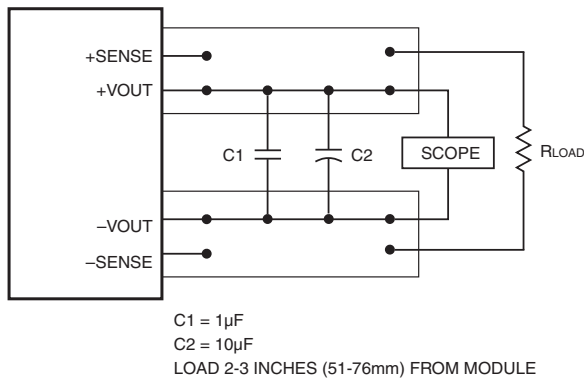 +SENSE
+VOUT
C1
C2
SCOPE
RLOAD
–VOUT
–SENSE
C1 = 1µF
C2 = 10µF
LOAD 2-3 INCHES (51-76mm) FROM MODULE